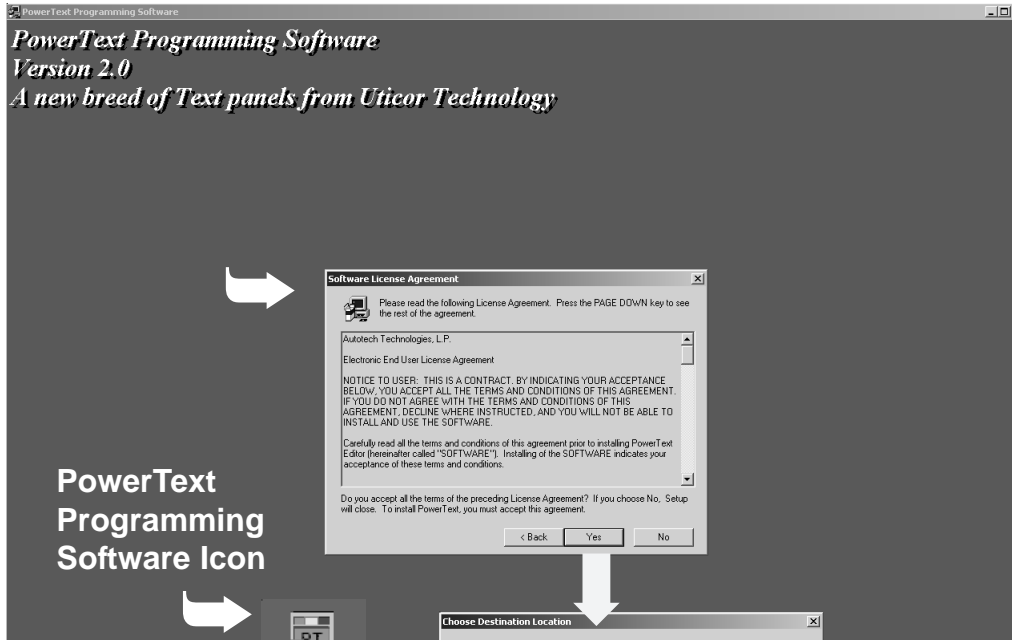 PowerText Programming Software
PowerText Programming Software
Version 2.0
A new breed of Text panels from Uticor Technology
Software License Agreement
Please read the following License Agreement. Press the PAGE DOWN key to see
the rest of the agreement.
Autotech Technologies, L.P.
Electronic End User License Agreement
NOTICE TO USER: THIS IS A CONTRACT. BY INDICATING YOUR ACCEPTANCE
BELOW, YOU ACCEPT ALL THE TERMS AND CONDITIONS OF THIS AGREEMENT.
IF YOU DO NOT AGREE WITH THE TERMS AND CONDITIONS OF THIS
AGREEMENT, DECLINE WHERE INSTRUCTED, AND YOU WILL NOT BE ABLE TO
INSTALL AND USE THE SOFTWARE.
Carefully read all the terms and conditions of this agreement prior to installing PowerText
Editor (hereinafter called "SOFTWARE"). Installing of the SOFTWARE indicates your
acceptance of these terms and conditions.
Do you accept all the terms of the preceding License Agreement? If you choose No, Setup
will close. To install PowerText, you must accept this agreement.
< Back Yes No
PowerText
Programming
Software Icon
PT
Choose Destination Location